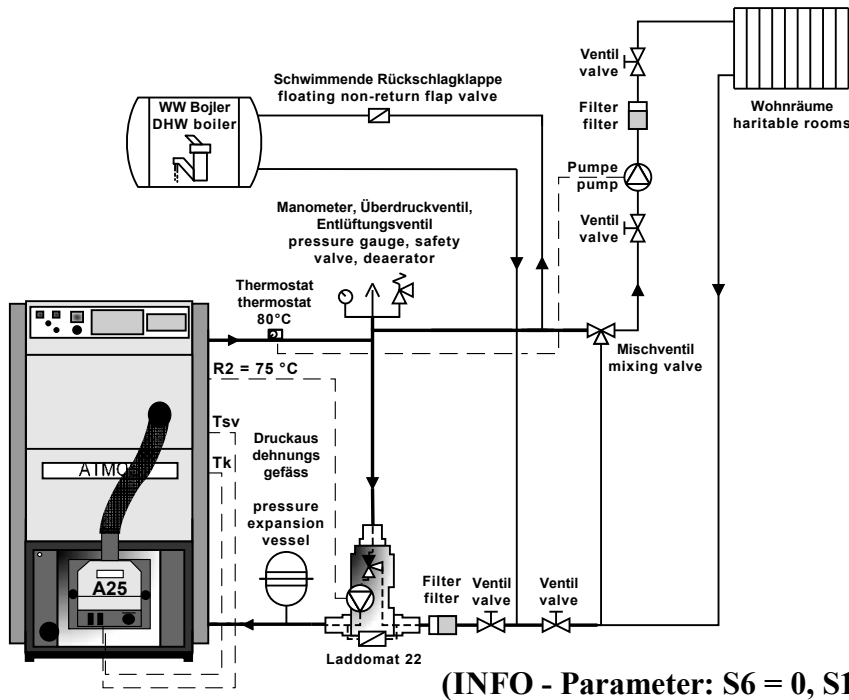 Schwimmende Rückschlagklappe
floating non-return flap valve
WW Bojler
DHW boiler
Ventil
valve
Filter
filter
Wohnräume
haritable rooms
Pumpe
pump
Ventil
valve
Manometer, Überdruckventil,
Entlüftungsventil
pressure gauge, safety
valve, deaerator
Thermostat
thermostat
80°C
Mischventil
mixing valve
R2 = 75 °C
Tsv
Tk
Druckaus
dehnungs
gefäss
pressure
expansion
vessel
ATMO
A25
Filter
filter
Ventil
valve
Ventil
valve
Laddomat 22
(INFO - Parameter: S6 = 0, S1